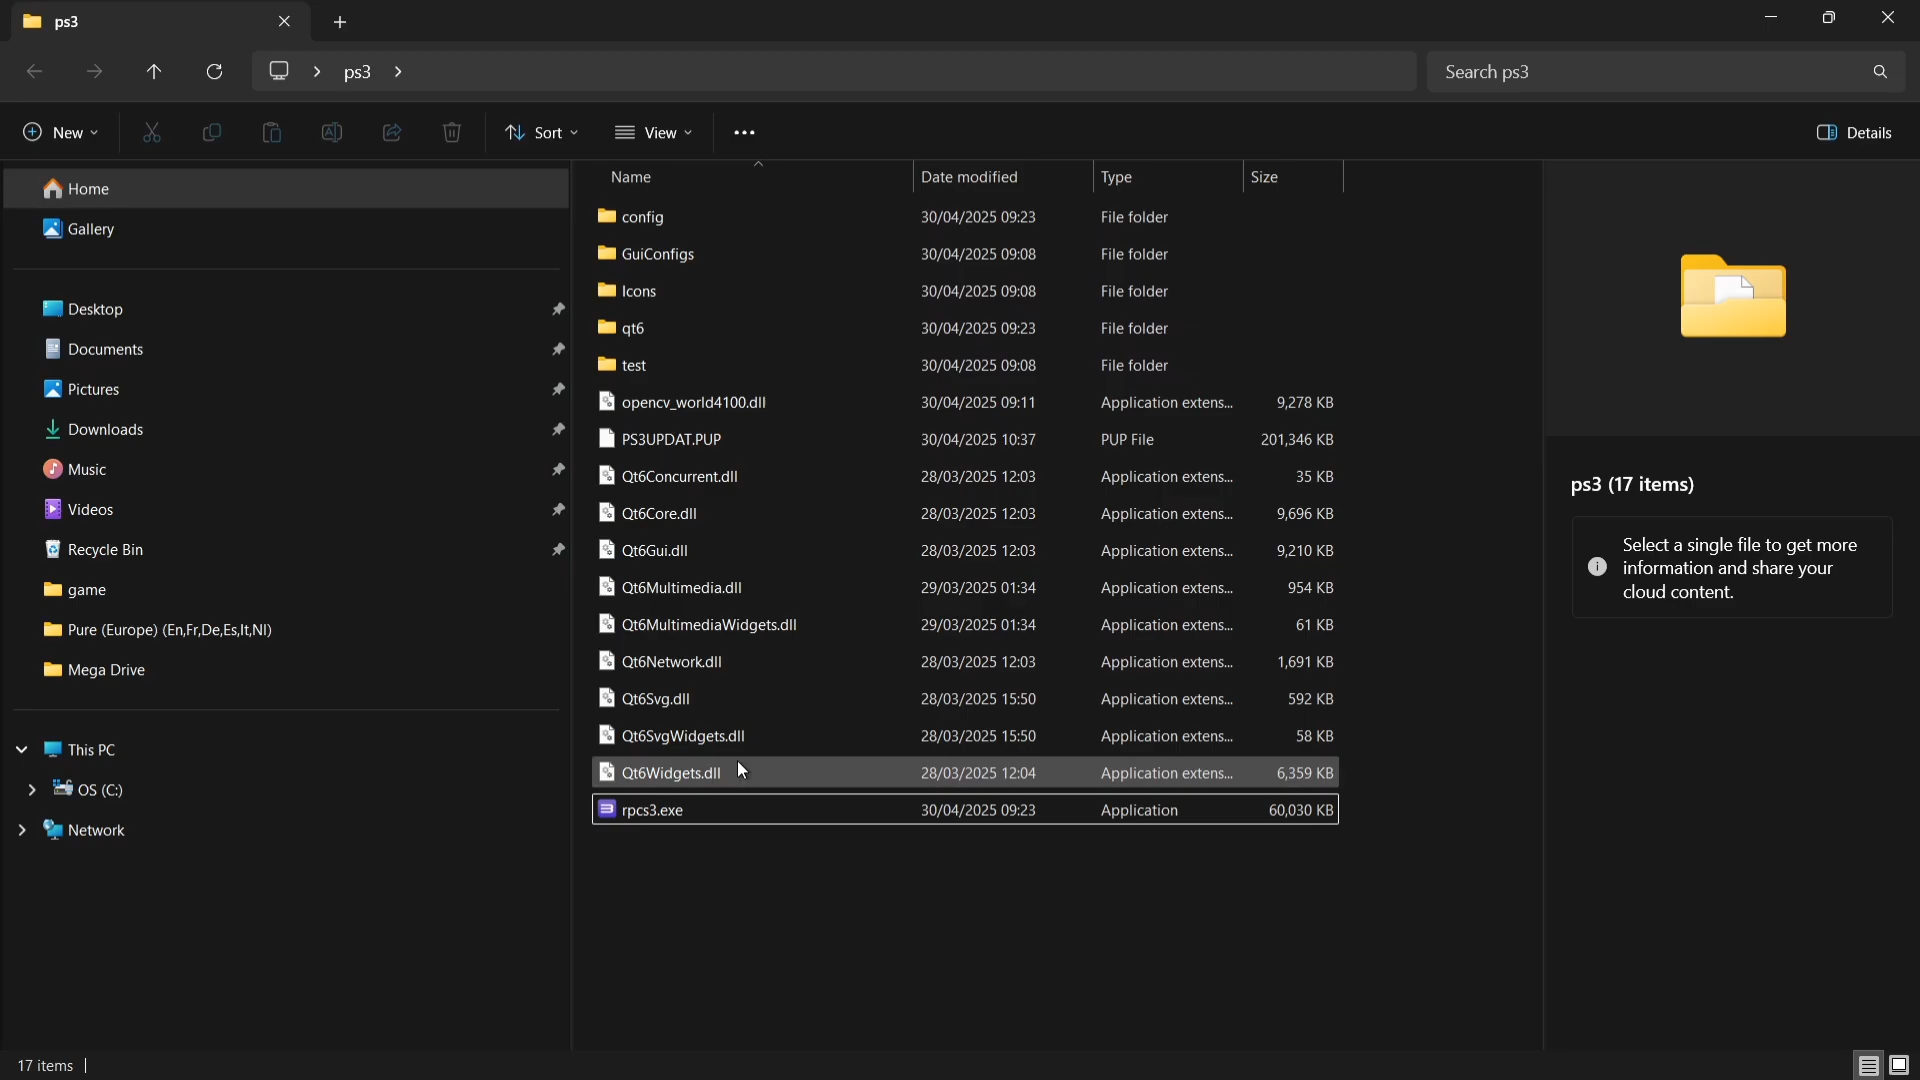 ps3
ps3
Search ps3
New
Sort
View
Details
Home
Gallery
Desktop
Documents
Pictures
Downloads
Music
Videos
Recycle Bin
game
Pure (Europe) (En,Fr,De,Es,It,Nl)
Mega Drive
This PC
OS (C:)
Network
Name Date modified Type Size
config 30/04/2025 09:23 File folder
GuiConfigs 30/04/2025 09:08 File folder
Icons 30/04/2025 09:08 File folder
qt6 30/04/2025 09:23 File folder
test 30/04/2025 09:08 File folder
opencv_world4100.dll 30/04/2025 09:11 Application extens... 9,278 KB
PS3UPDAT.PUP 30/04/2025 10:37 PUP File 201,346 KB
Qt6Concurrent.dll 28/03/2025 12:03 Application extens... 35 KB
Qt6Core.dll 28/03/2025 12:03 Application extens... 9,696 KB
Qt6Gui.dll 28/03/2025 12:03 Application extens... 9,210 KB
Qt6Multimedia.dll 29/03/2025 01:34 Application extens... 954 KB
Qt6MultimediaWidgets.dll 29/03/2025 01:34 Application extens... 61 KB
Qt6Network.dll 28/03/2025 12:03 Application extens... 1,691 KB
Qt6Svg.dll 28/03/2025 15:50 Application extens... 592 KB
Qt6SvgWidgets.dll 28/03/2025 15:50 Application extens... 58 KB
Qt6Widgets.dll 28/03/2025 12:04 Application extens... 6,359 KB
rpcs3.exe 30/04/2025 09:23 Application 60,030 KB
ps3 (17 items)
Select a single file to get more
information and share your
cloud content.
17 items